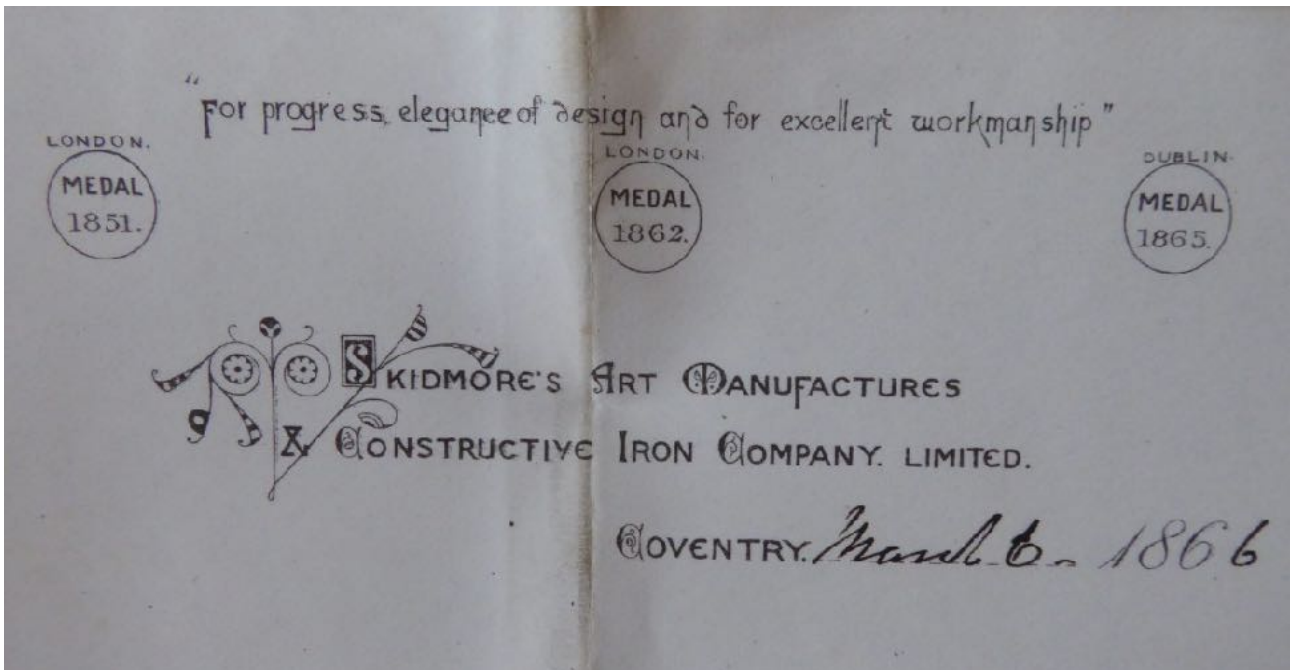 "For progress, elegance of design and for excellent workmanship"
LONDON.
MEDAL
1851.
LONDON.
MEDAL
1862.
DUBLIN.
MEDAL
1865.
SKIDMORE'S ART MANUFACTURES
& CONSTRUCTIVE IRON COMPANY. LIMITED.
COVENTRY. March 6. 1866